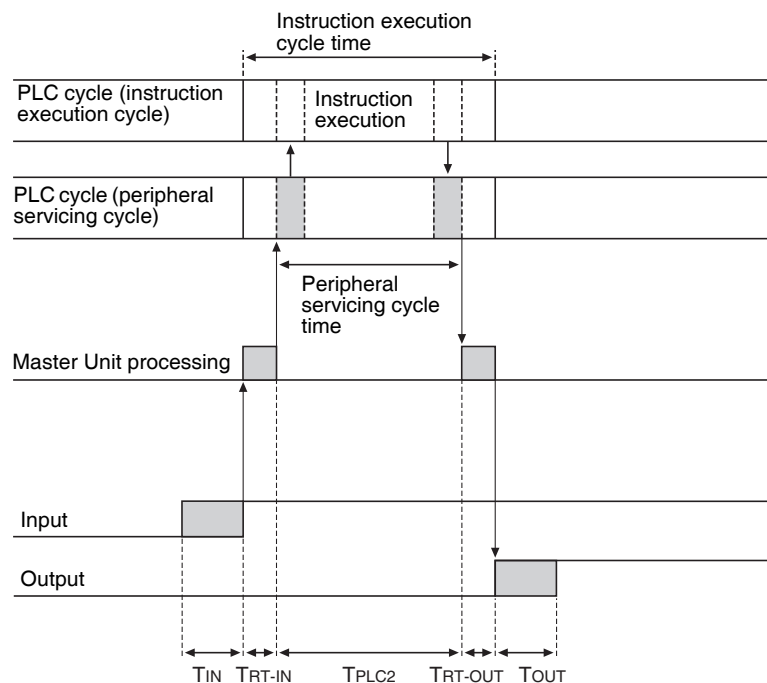 Instruction execution
cycle time
PLC cycle (instruction
execution cycle)
Instruction
execution
PLC cycle (peripheral
servicing cycle)
Peripheral
servicing cycle
time
Master Unit processing
Input
Output
TIN TRT-IN TPLC2 TRT-OUT TOUT